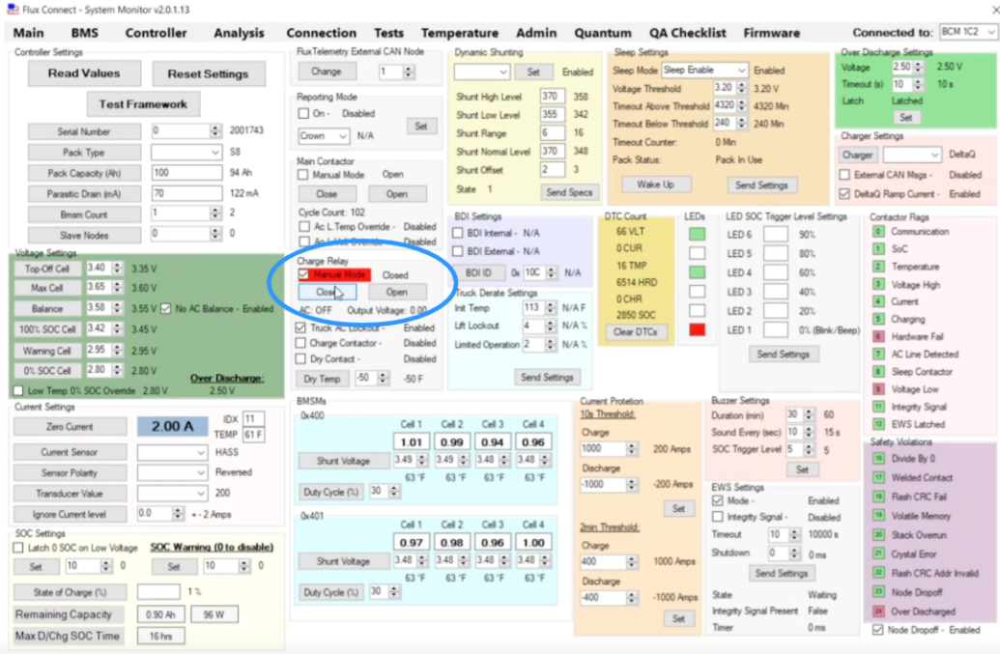 Flux Connect - System Monitor v2.0.1.13
Main BMS Controller Analysis Connection Tests Temperature Admin Quantum QA Checklist Firmware Connected to: BCM 1C2
Controller Settings
Read Values Reset Settings
Test Framework
Serial Number 0 2001743
Pack Type S8
Pack Capacity (Ah) 100 94 Ah
Parasitic Drain (mA) 70 122 mA
Bmsm Count 1 2
Slave Nodes 0 0
Voltage Settings
Top-Off Cell 3.40 3.35 V
Max Cell 3.65 3.60 V
Balance 3.58 3.55 V No AC Balance - Enabled
100% SOC Cell 3.42 3.45 V
Warning Cell 2.95 2.95 V
0% SOC Cell 2.80 2.80 V Over Discharge:
Low Temp 0% SOC Override 2.80 V 2.50 V
Current Settings
Zero Current 2.00 A IDX 11
TEMP 61 F
Current Sensor HASS
Sensor Polarity Reversed
Transducer Value 200
Ignore Current level 0.0 + - 2 Amps
SOC Settings
Latch 0 SOC on Low Voltage SOC Warning (0 to disable)
Set 10 0 Set 10 0
State of Charge (%) 1 %
Remaining Capacity 0.90 Ah 96 W
Max D/Chg SOC Time 16 hrs
FluxTelemetry External CAN Node
Change 1
Reporting Mode
On - Disabled
Crown N/A Set
Main Contactor
Manual Mode Open
Close Open
Cycle Count: 102
Ac L.Temp Override - Disabled
Disabled
Charge Relay
Manual Mode Closed
Close Open
AC: OFF Output Voltage: 0.00
Truck AC Lockout - Enabled
Charge Contactor - Disabled
Dry Contact - Disabled
Dry Temp -50 -50 F
Dynamic Shunting
Set Enabled
Shunt High Level 370 358
Shunt Low Level 355 342
Shunt Range 6 16
Shunt Normal Level 370 348
Shunt Offset 2 3
State 1 Send Specs
BDI Settings
BDI Internal - N/A
BDI External - N/A
BDI ID 0x 10C N/A
Truck Derate Settings
Init Temp 113 N/A F
Lift Lockout 4 N/A %
Limited Operation 2 N/A %
Send Settings
Sleep Settings
Sleep Mode Sleep Enable Enabled
Voltage Threshold 3.20 3.20 V
Timeout Above Threshold 4320 4320 Min
Timeout Below Threshold 240 240 Min
Timeout Counter: 0 Min
Pack Status: Pack In Use
Wake Up Send Settings
DTC Count
66 VLT
0 CUR
16 TMP
6514 HRD
0 CHR
2850 SOC
Clear DTCs
LEDs
LED SOC Trigger Level Settings
LED 6 90%
LED 5 80%
LED 4 60%
LED 3 40%
LED 2 20%
LED 1 0% (Blink/Beep)
Send Settings
Over Discharge Settings
Voltage 2.50 2.50 V
Timeout (s) 10 10 s
Latch Latched
Set
Charger Settings
Charger DeltaQ
External CAN Msgs - Disabled
DeltaQ Ramp Current - Enabled
Contactor Flags
0 Communication
1 SoC
2 Temperature
3 Voltage High
4 Current
5 Charging
6 Hardware Fail
7 AC Line Detected
8 Sleep Contactor
9 Voltage Low
11 Integrity Signal
12 EWS Latched
Safety Violations
16 Divide By 0
17 Welded Contact
18 Flash CRC Fail
19 Volatile Memory
20 Stack Overrun
21 Crystal Error
22 Flash CRC Addr Invalid
23 Node Dropoff
24 Over Discharged
Node Dropoff - Enabled
BMSMs
0x400
Cell 1 Cell 2 Cell 3 Cell 4
1.01 0.99 0.94 0.96
Shunt Voltage 3.49 3.49 3.48 3.48
63 °F 63 °F 63 °F 63 °F
Duty Cycle (%) 30
0x401
Cell 1 Cell 2 Cell 3 Cell 4
0.97 0.98 0.96 1.00
Shunt Voltage 3.48 3.48 3.48 3.48
63 °F 63 °F 63 °F 63 °F
Duty Cycle (%) 30
Current Protetion
10s Threshold:
Charge
1000 200 Amps
Discharge
-1000 -200 Amps
Set
2min Threshold:
Charge
400 1000 Amps
Discharge
-400 -1000 Amps
Set
Buzzer Settings
Duration (min) 30 60
Sound Every (sec) 10 15 s
SOC Trigger Level 5 5
Set
EWS Settings
Mode - Enabled
Integrity Signal - Disabled
Timeout 10 10000 s
Shutdown 0 0 ms
Send Settings
State Waiting
Integrity Signal Present False
Timer 0 ms